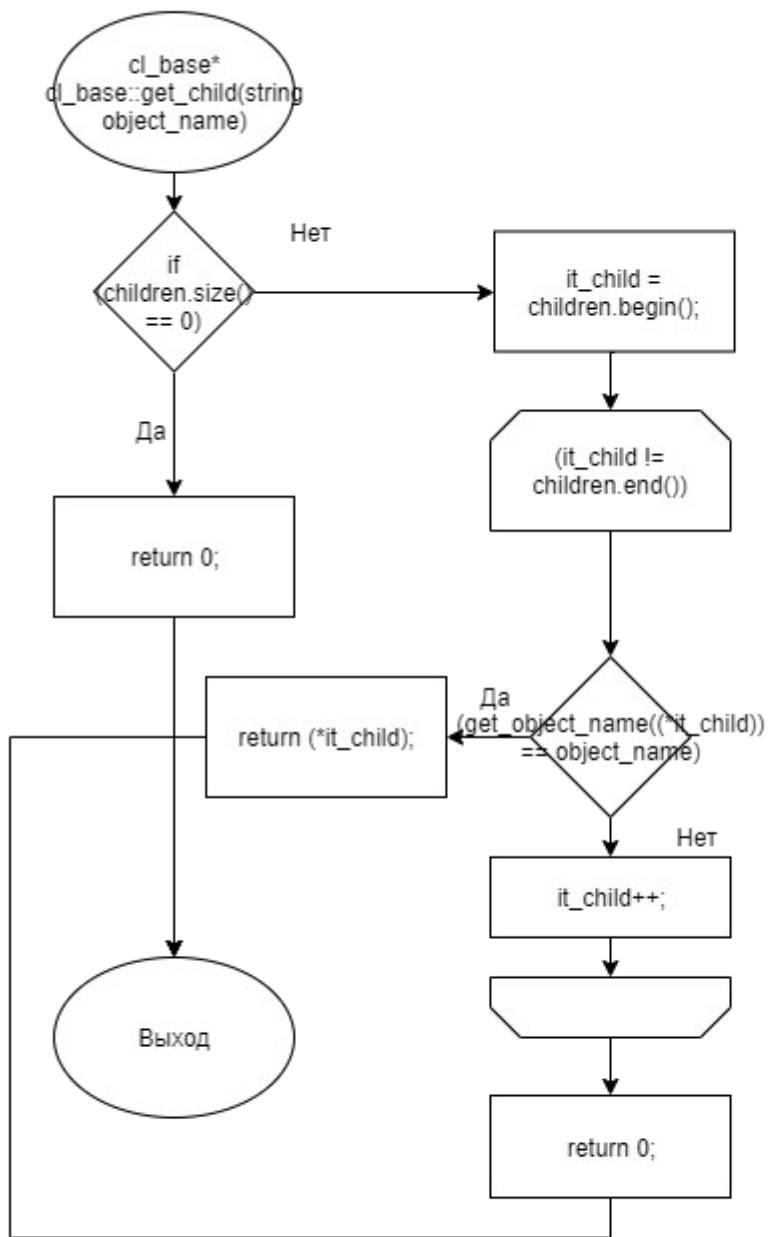 cl_base*
cl_base::get_child(string
object_name)
Нет
if
(children.size()
== 0)
it_child =
children.begin();
Да
(it_child !=
children.end())
return 0;
Да
return (*it_child);
(get_object_name((*it_child))
== object_name)
Нет
it_child++;
Выход
return 0;